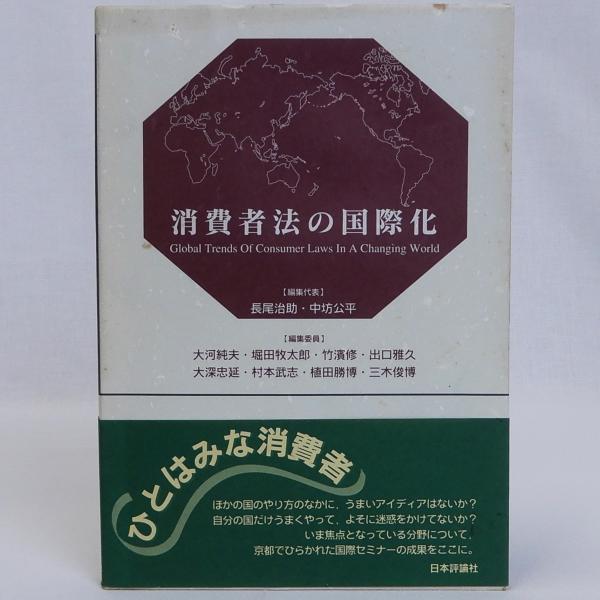 消費者法の国際化
Global Trends Of Consumer Laws In A Changing World
【編集代表】
長尾治助・中坊公平
【編集委員】
大河純夫・堀田牧太郎・竹濱修・出口雅久
大深忠延・村本武志・植田勝博・三木俊博
ひとはみな消費者
ほかの国のやり方のなかに、うまいアイディアはないか?
自分の国だけうまくやって、よそに迷惑をかけてないか?
いま焦点となっている分野について、
京都でひらかれた国際セミナーの成果をここに。
日本評論社